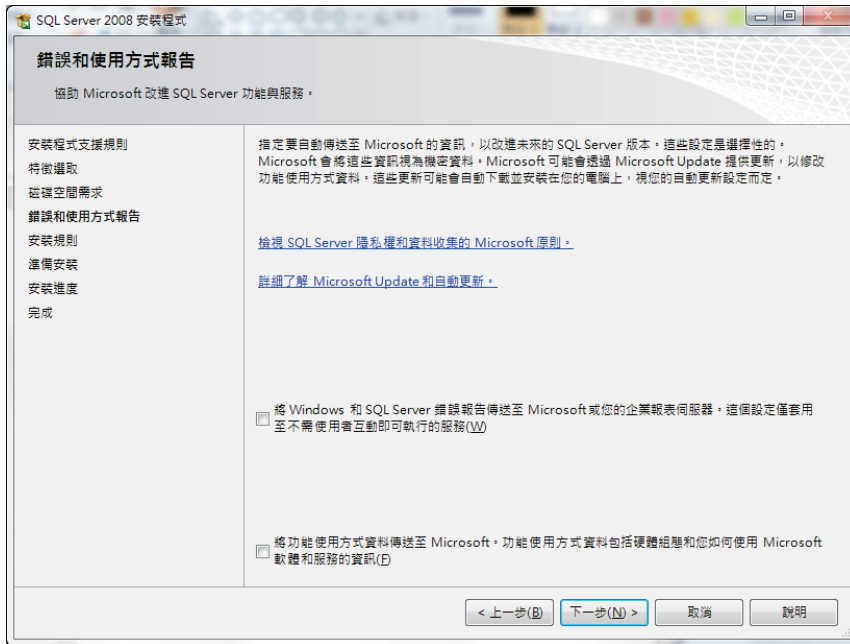 SQL Server 2008 安裝程式
錯誤和使用方式報告
協助 Microsoft 改進 SQL Server 功能與服務。
安裝程式支援規則
特徵選取
磁碟空間需求
錯誤和使用方式報告
安裝規則
準備安裝
安裝進度
完成
指定要自動傳送至 Microsoft 的資訊，以改進未來的 SQL Server 版本。這些設定是選擇性的。
Microsoft 會將這些資訊視為機密資料。Microsoft 可能會透過 Microsoft Update 提供更新，以修改
功能使用方式資料。這些更新可能會自動下載並安裝在您的電腦上，視您的自動更新設定而定。
檢視 SQL Server 隱私權和資料收集的 Microsoft 原則。
詳細了解 Microsoft Update 和自動更新。
將 Windows 和 SQL Server 錯誤報告傳送至 Microsoft 或您的企業報表伺服器。這個設定僅套用
至不需使用者互動即可執行的服務(W)
將功能使用方式資料傳送至 Microsoft。功能使用方式資料包括硬體組態和您如何使用 Microsoft
軟體和服務的資訊(F)
< 上一步(B) 下一步(N) > 取消 說明